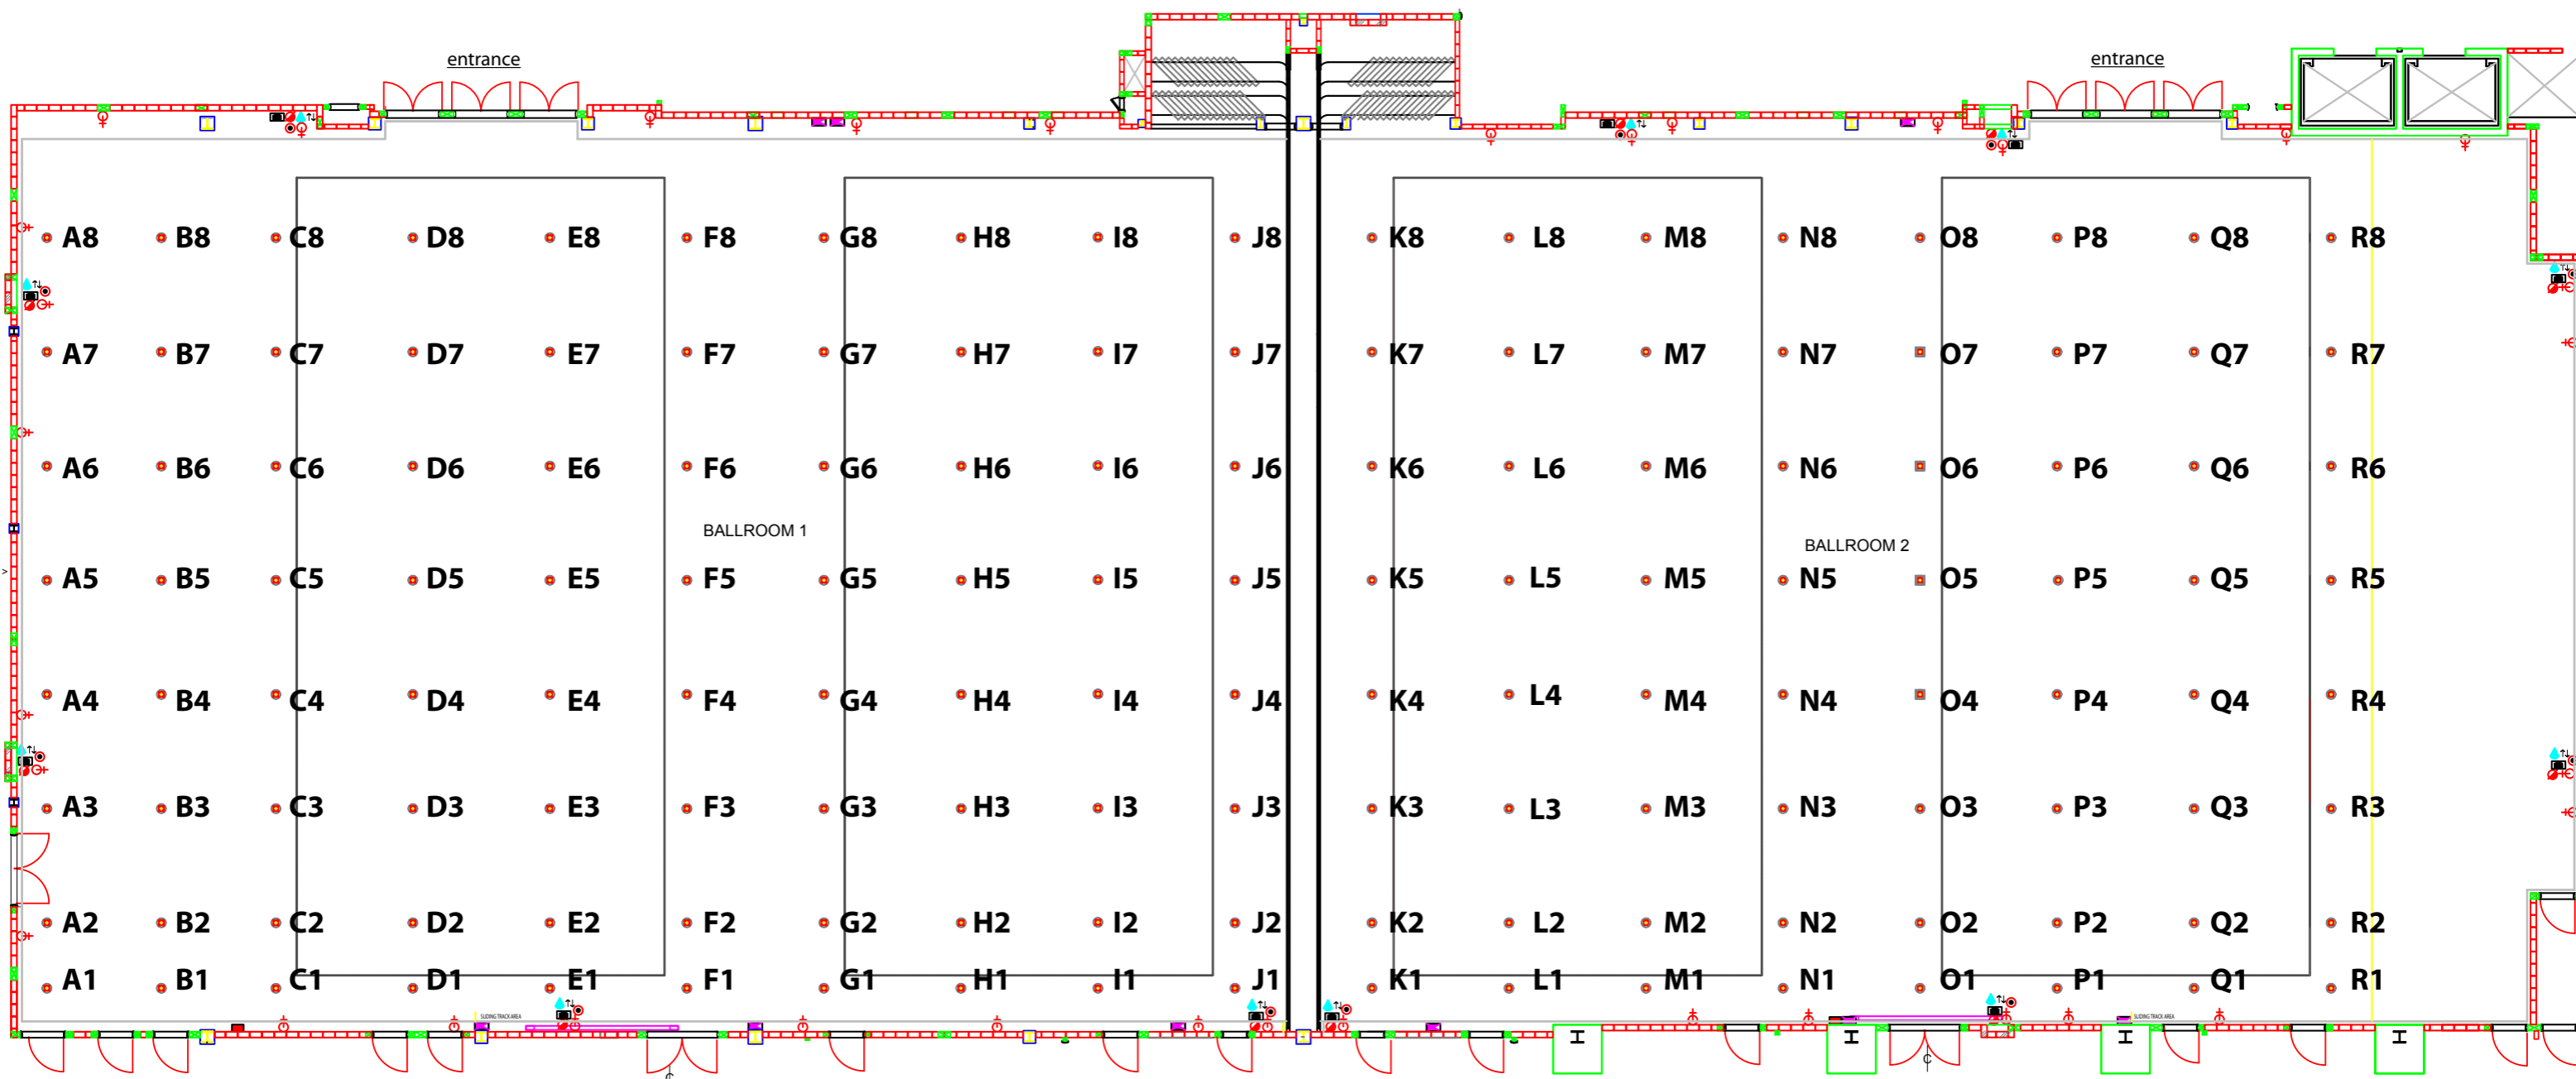 entrance
entrance
A8 B8 C8 D8 E8 F8 G8 H8 I8 J8 K8 L8 M8 N8 O8 P8 Q8 R8
A7 B7 C7 D7 E7 F7 G7 H7 I7 J7 K7 L7 M7 N7 O7 P7 Q7 R7
A6 B6 C6 D6 E6 F6 G6 H6 I6 J6 K6 L6 M6 N6 O6 P6 Q6 R6
BALLROOM 1
BALLROOM 2
A5 B5 C5 D5 E5 F5 G5 H5 I5 J5 K5 L5 M5 N5 O5 P5 Q5 R5
A4 B4 C4 D4 E4 F4 G4 H4 I4 J4 K4 L4 M4 N4 O4 P4 Q4 R4
A3 B3 C3 D3 E3 F3 G3 H3 I3 J3 K3 L3 M3 N3 O3 P3 Q3 R3
A2 B2 C2 D2 E2 F2 G2 H2 I2 J2 K2 L2 M2 N2 O2 P2 Q2 R2
A1 B1 C1 D1 E1 F1 G1 H1 I1 J1 K1 L1 M1 N1 O1 P1 Q1 R1
SLIDING TRACK AREA
SLIDING TRACK AREA